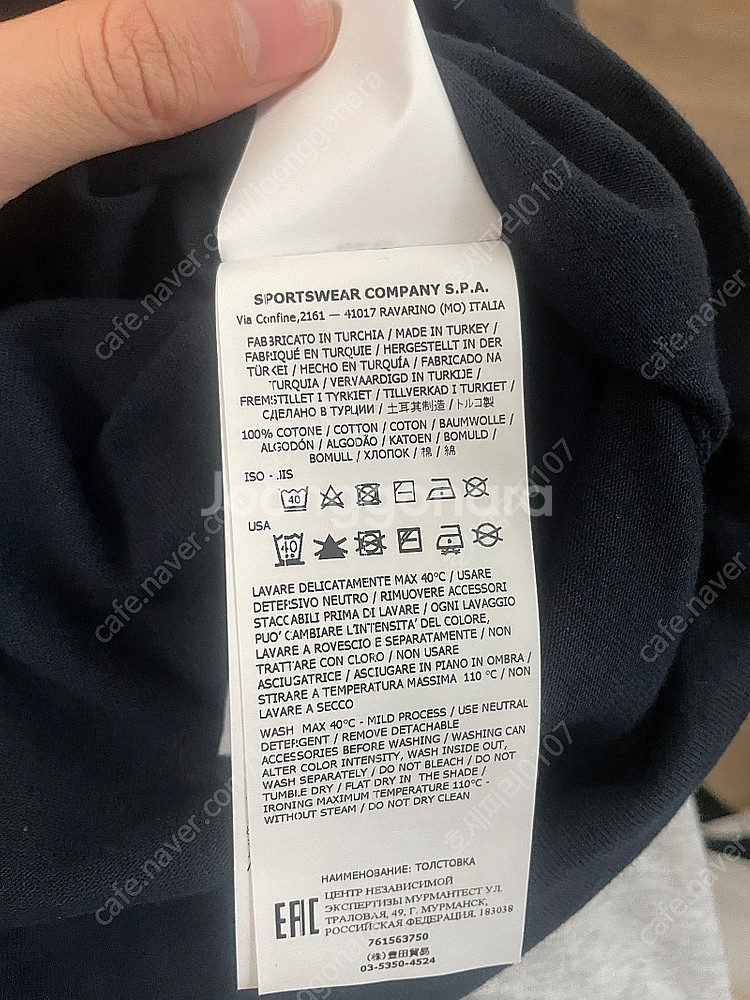 SPORTSWEAR COMPANY S.P.A.
Via Confine,2161 — 41017 RAVARINO (MO) ITALIA
FABBRICATO IN TURCHIA / MADE IN TURKEY /
FABRIQUÉ EN TURQUIE / HERGESTELLT IN DER
TÜRKEI / HECHO EN TURQUÍA / FABRICADO NA
TURQUIA / VERVAARDIGD IN TURKIJE /
FREMSTILLET I TYRKIET / TILLVERKAD I TURKIET /
СДЕЛАНО В ТУРЦИИ / 土耳其制造 / トルコ製
100% COTONE / COTTON / COTON / BAUMWOLLE /
ALGODÓN / ALGODÃO / KATOEN / BOMULD /
BOMULL / ХЛОПОК / 棉 / 綿
ISO - JIS
40
USA
40
LAVARE DELICATAMENTE MAX 40°C / USARE
DETERSIVO NEUTRO / RIMUOVERE ACCESSORI
STACCABILI PRIMA DI LAVARE / OGNI LAVAGGIO
PUO' CAMBIARE L'INTENSITA' DEL COLORE,
LAVARE A ROVESCIO E SEPARATAMENTE / NON
TRATTARE CON CLORO / NON USARE
ASCIUGATRICE / ASCIUGARE IN PIANO IN OMBRA /
STIRARE A TEMPERATURA MASSIMA 110 °C / NON
LAVARE A SECCO
WASH MAX 40°C - MILD PROCESS / USE NEUTRAL
DETERGENT / REMOVE DETACHABLE
ACCESSORIES BEFORE WASHING / WASHING CAN
ALTER COLOR INTENSITY, WASH INSIDE OUT,
WASH SEPARATELY / DO NOT BLEACH / DO NOT
TUMBLE DRY / FLAT DRY IN THE SHADE /
IRONING MAXIMUM TEMPERATURE 110°C -
WITHOUT STEAM / DO NOT DRY CLEAN
НАИМЕНОВАНИЕ: ТОЛСТОВКА
EAC
ЦЕНТР НЕЗАВИСИМОЙ
ЭКСПЕРТИЗЫ МУРМАНТЕСТ УЛ.
ТРАЛОВАЯ, 49, Г. МУРМАНСК,
РОССИЙСКАЯ ФЕДЕРАЦИЯ, 183038
761563750
(株)豊田貿易
03-5350-4524
Joonggonara
cafe.naver.com/joonggonara